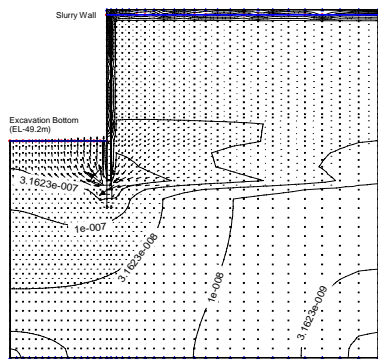 Slurry Wall
Excavation Bottom
(EL-49.2m)
3.1623e-007
1e-007
3.1623e-008
1e-008
3.1623e-009